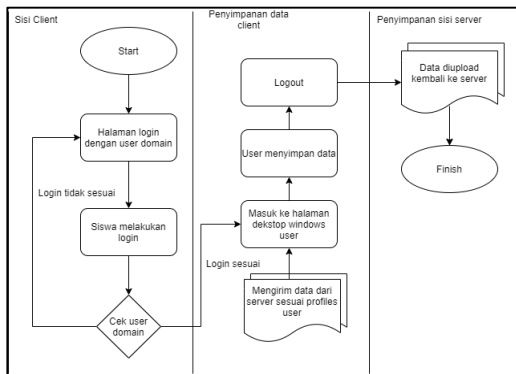 Sisi Client
Start
Halaman login
dengan user domain
Login tidak sesuai
Siswa melakukan
login
Cek user
domain
Penyimpanan data
client
Logout
User menyimpan data
Masuk ke halaman
dekstop windows
user
Login sesuai
Mengirim data dari
server sesuai profiles
user
Penyimpanan sisi server
Data diupload
kembali ke server
Finish